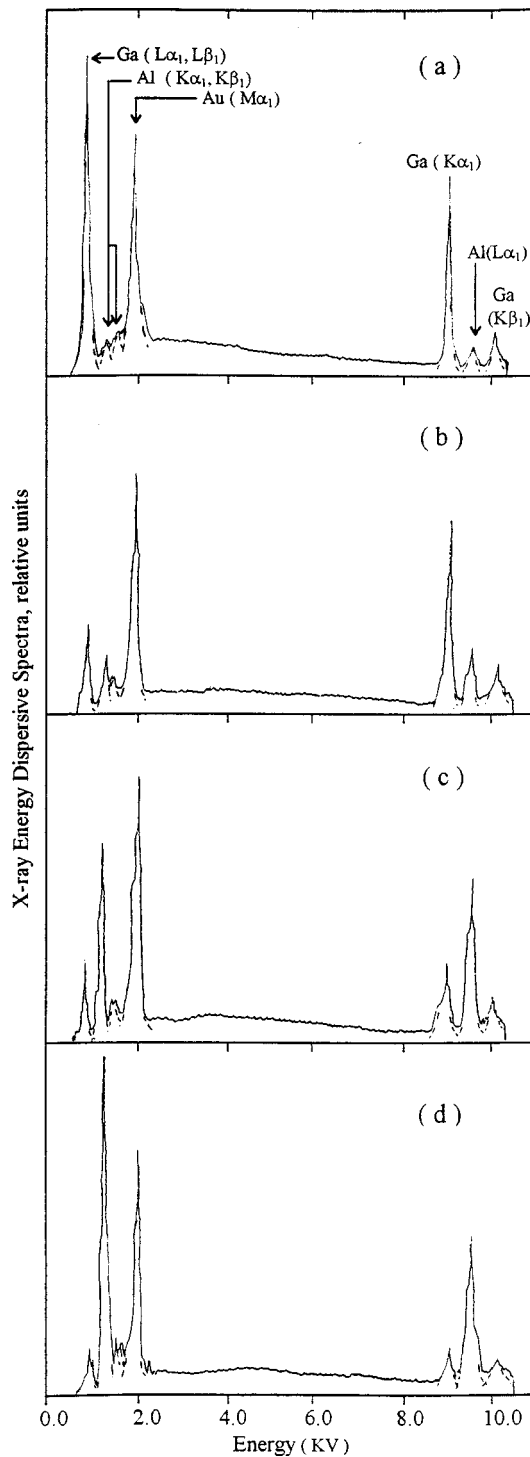 Ga ( Lα₁, Lβ₁)
( a )
Al ( Kα₁, Kβ₁)
Au ( Mα₁)
Ga ( Kα₁)
Al(Lα₁)
Ga
(Kβ₁)
( b )
X-ray Energy Dispersive Spectra, relative units
( c )
( d )
0.0 2.0 4.0 6.0 8.0 10.0
Energy ( KV )